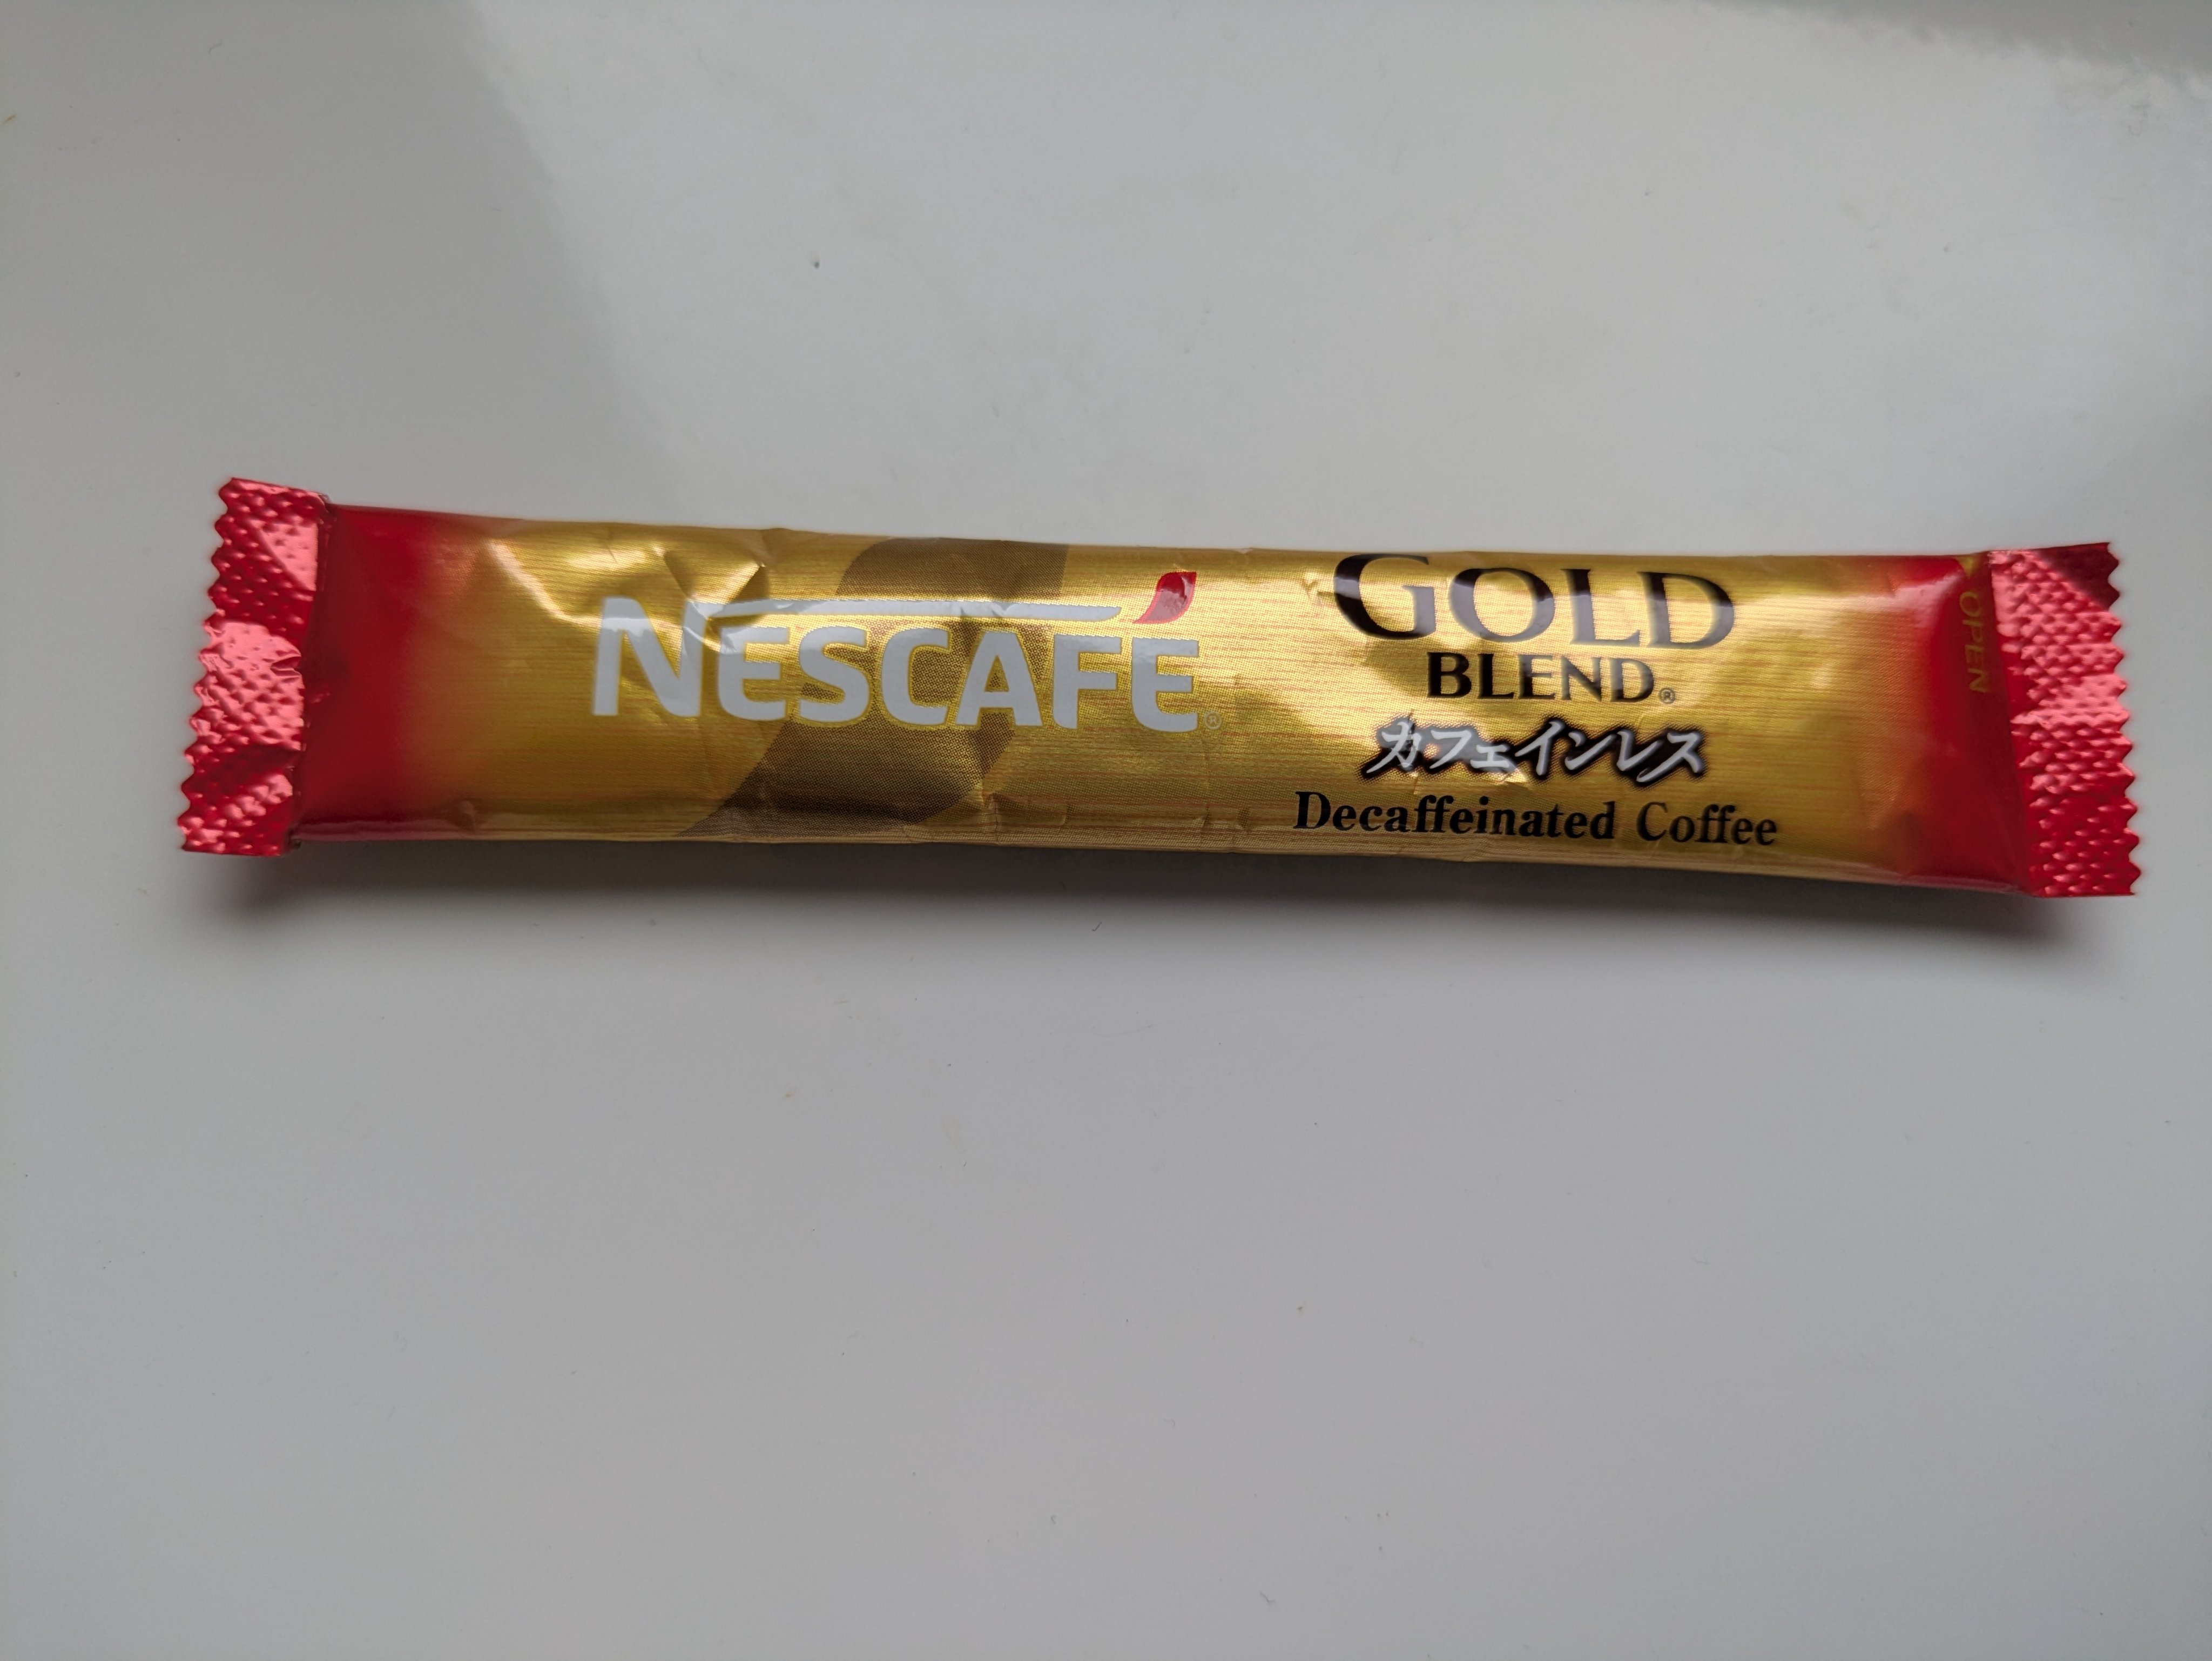 NESCAFÉ®
GOLD
BLEND®
カフェインレス
Decaffeinated Coffee
OPEN